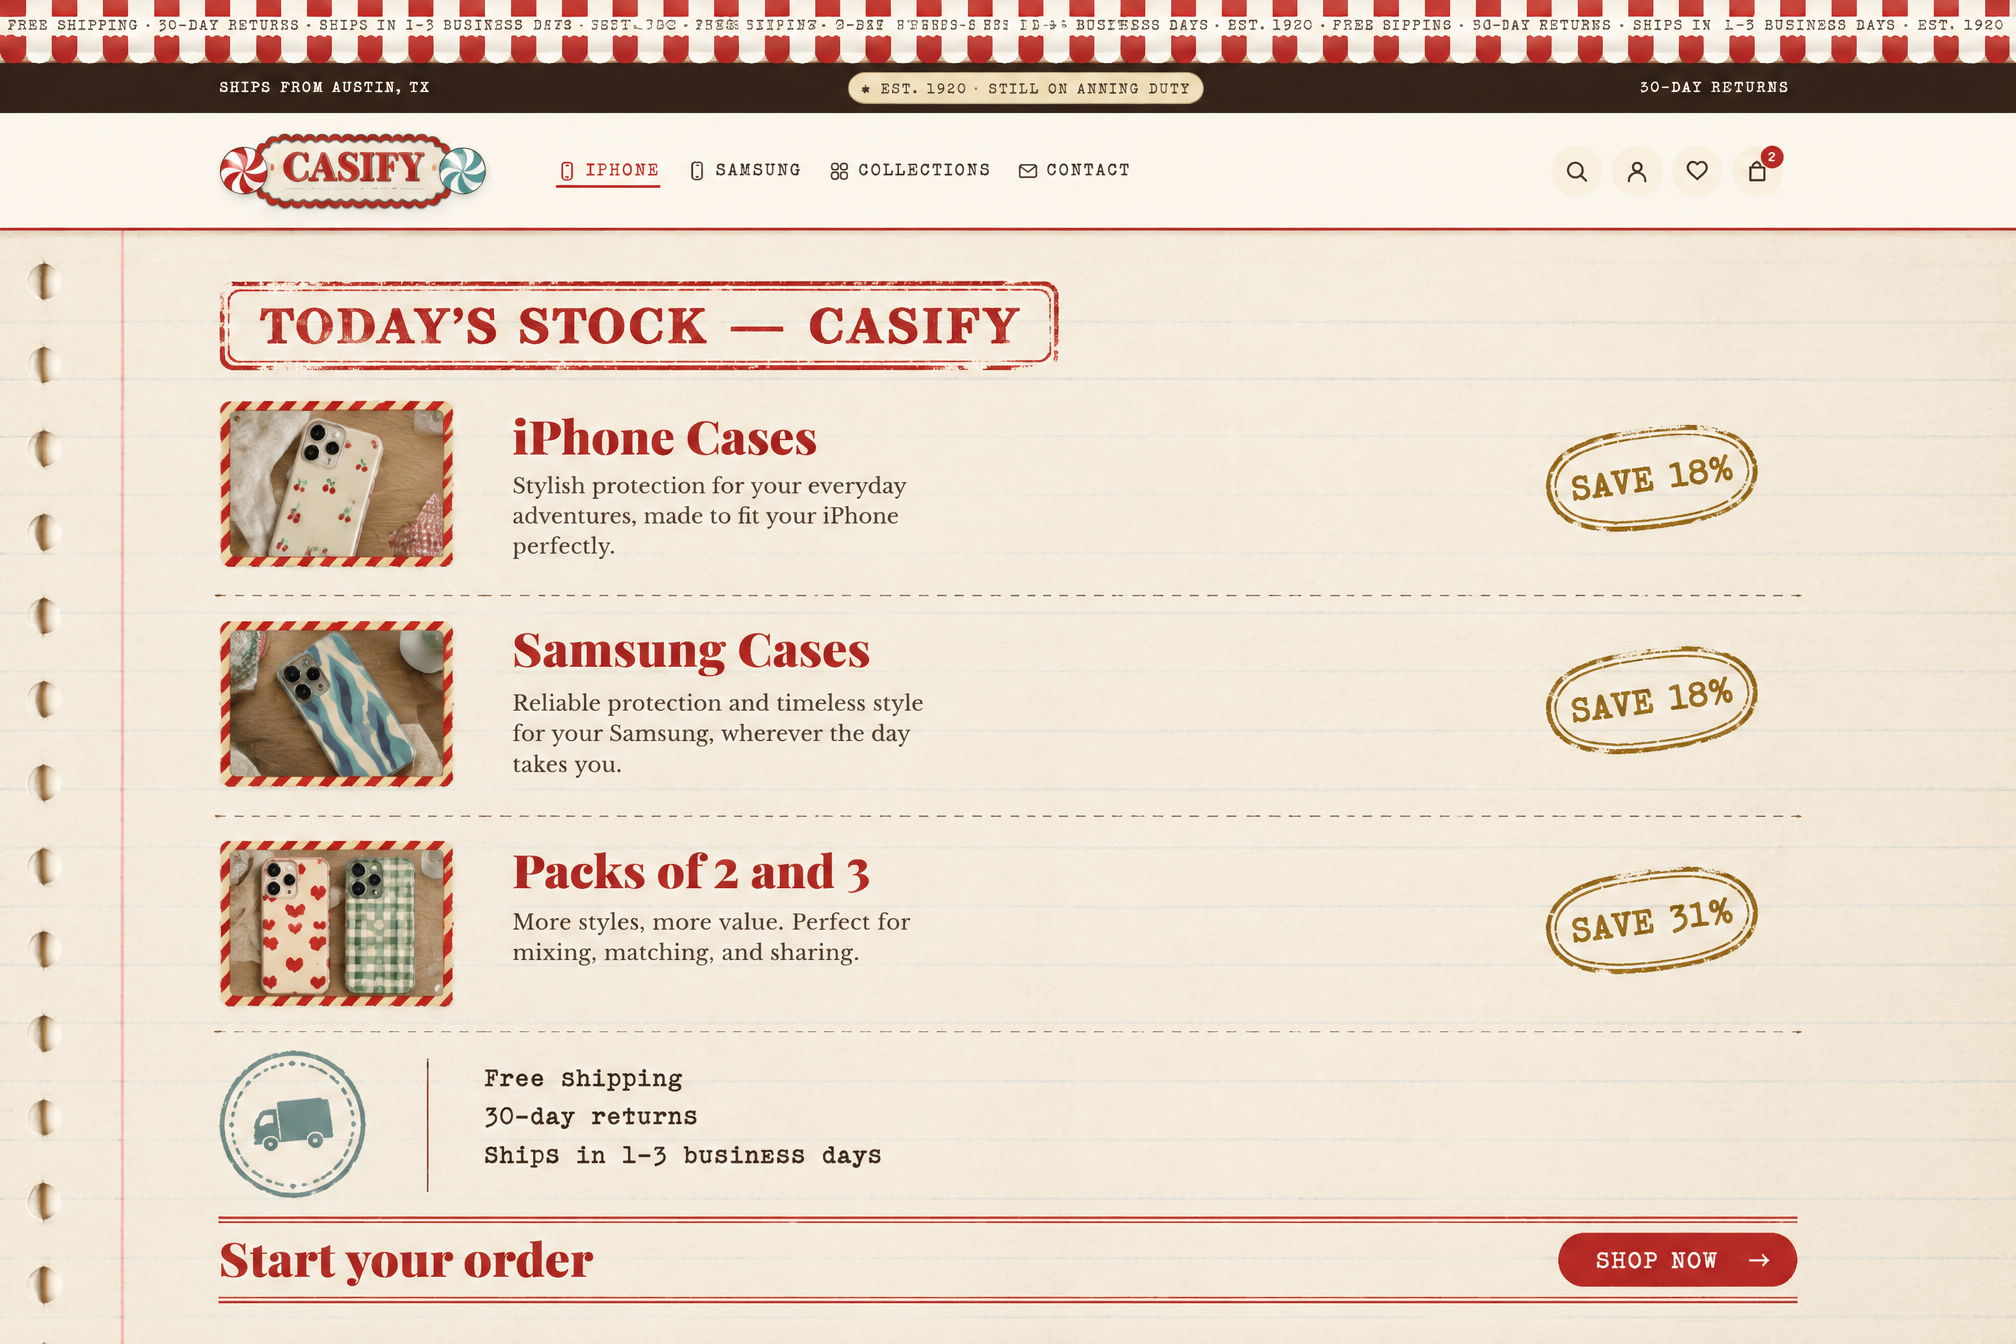 FREE SHIPPING · 30-DAY RETURNS · SHIPS IN 1-3 BUSINESS DAYS · BUSINESS DAYS · EST. 1920 · FREE SIPPING · 30-DAY RETURNS · SHIPS IN 1-3 BUSINESS DAYS · EST. 1920
SHIPS FROM AUSTIN, TX
★ EST. 1920 · STILL ON ANNING DUTY
30-DAY RETURNS
CASIFY
IPHONE
SAMSUNG
COLLECTIONS
CONTACT
2
TODAY'S STOCK — CASIFY
iPhone Cases
Stylish protection for your everyday
adventures, made to fit your iPhone
perfectly.
SAVE 18%
Samsung Cases
Reliable protection and timeless style
for your Samsung, wherever the day
takes you.
SAVE 18%
Packs of 2 and 3
More styles, more value. Perfect for
mixing, matching, and sharing.
SAVE 31%
Free shipping
30-day returns
Ships in 1-3 business days
Start your order
SHOP NOW →